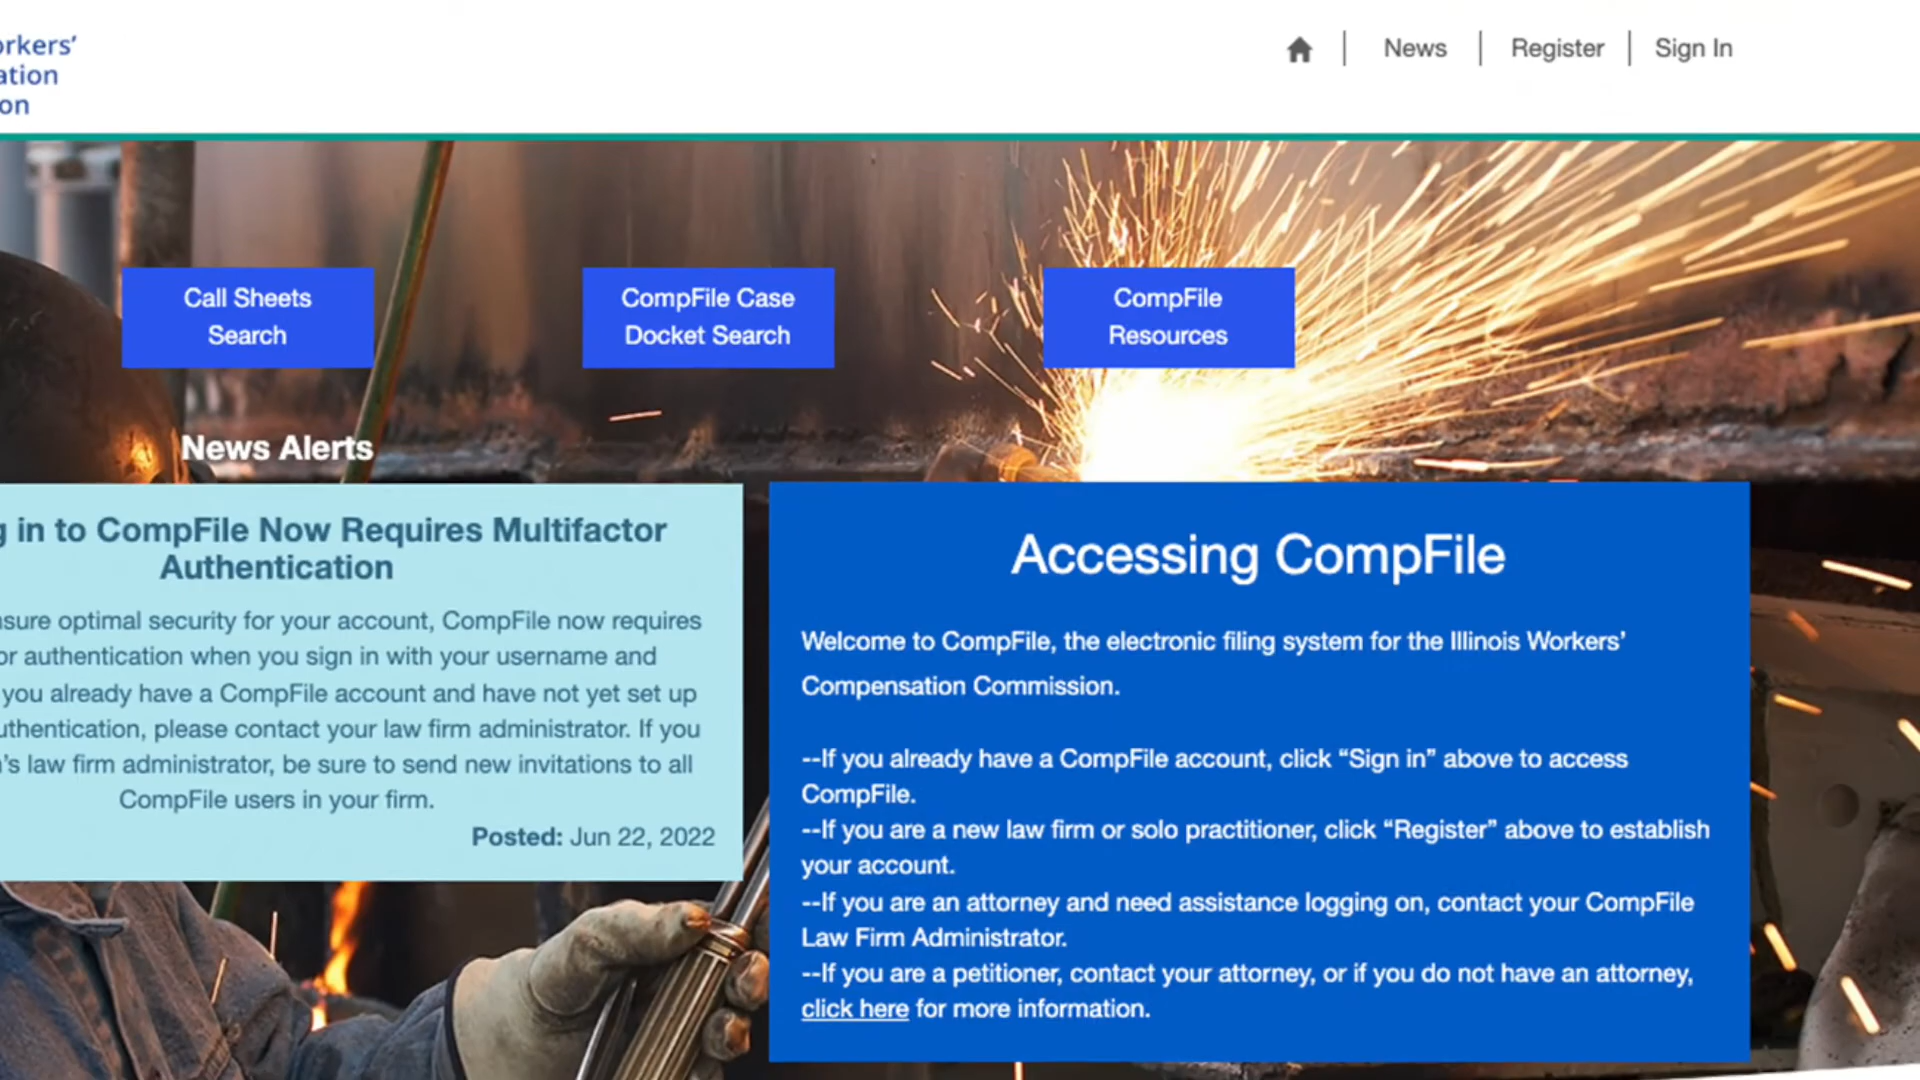 orkers'
ation
on
News
Register
Sign In
Call Sheets
Search
CompFile Case
Docket Search
CompFile
Resources
News Alerts
g in to CompFile Now Requires Multifactor
Authentication
nsure optimal security for your account, CompFile now requires
or authentication when you sign in with your username and
you already have a CompFile account and have not yet set up
uthentication, please contact your law firm administrator. If you
n's law firm administrator, be sure to send new invitations to all
CompFile users in your firm.
Posted: Jun 22, 2022
Accessing CompFile
Welcome to CompFile, the electronic filing system for the Illinois Workers'
Compensation Commission.
--If you already have a CompFile account, click “Sign in” above to access
CompFile.
--If you are a new law firm or solo practitioner, click “Register” above to establish
your account.
--If you are an attorney and need assistance logging on, contact your CompFile
Law Firm Administrator.
--If you are a petitioner, contact your attorney, or if you do not have an attorney,
click here for more information.